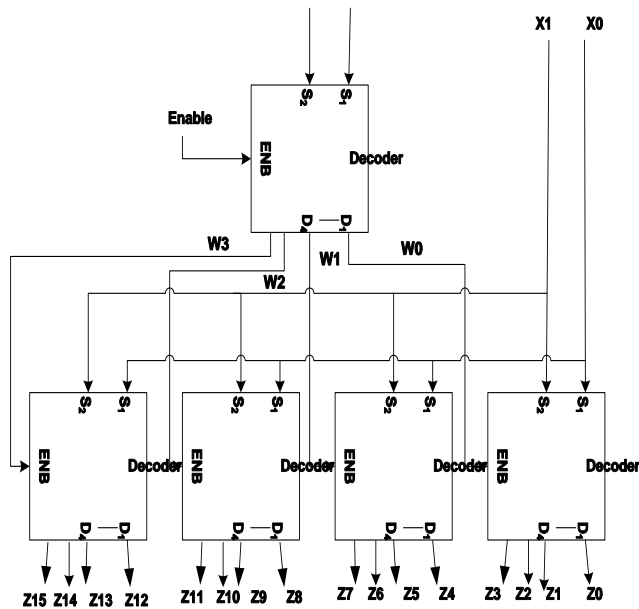 X1 X0
S2 S1
Enable
ENB
Decoder
D4 — D1
W3
W2
W1
W0
S2 S1
S2 S1
S2 S1
S2 S1
ENB
Decoder
ENB
Decoder
ENB
Decoder
ENB
Decoder
D4 — D1
D4 — D1
D4 — D1
D4 — D1
Z15 Z14 Z13 Z12
Z11 Z10 Z9 Z8
Z7 Z6 Z5 Z4
Z3 Z2 Z1 Z0